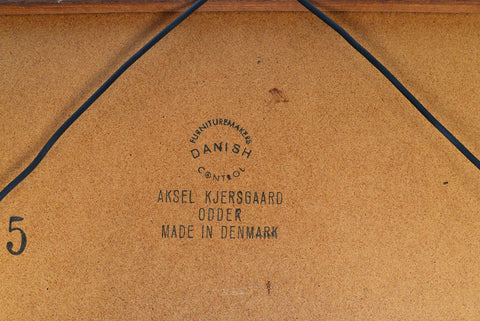 FURNITUREMAKERS
DANISH
CONTROL
AKSEL KJERSGAARD
ODDER
MADE IN DENMARK
5